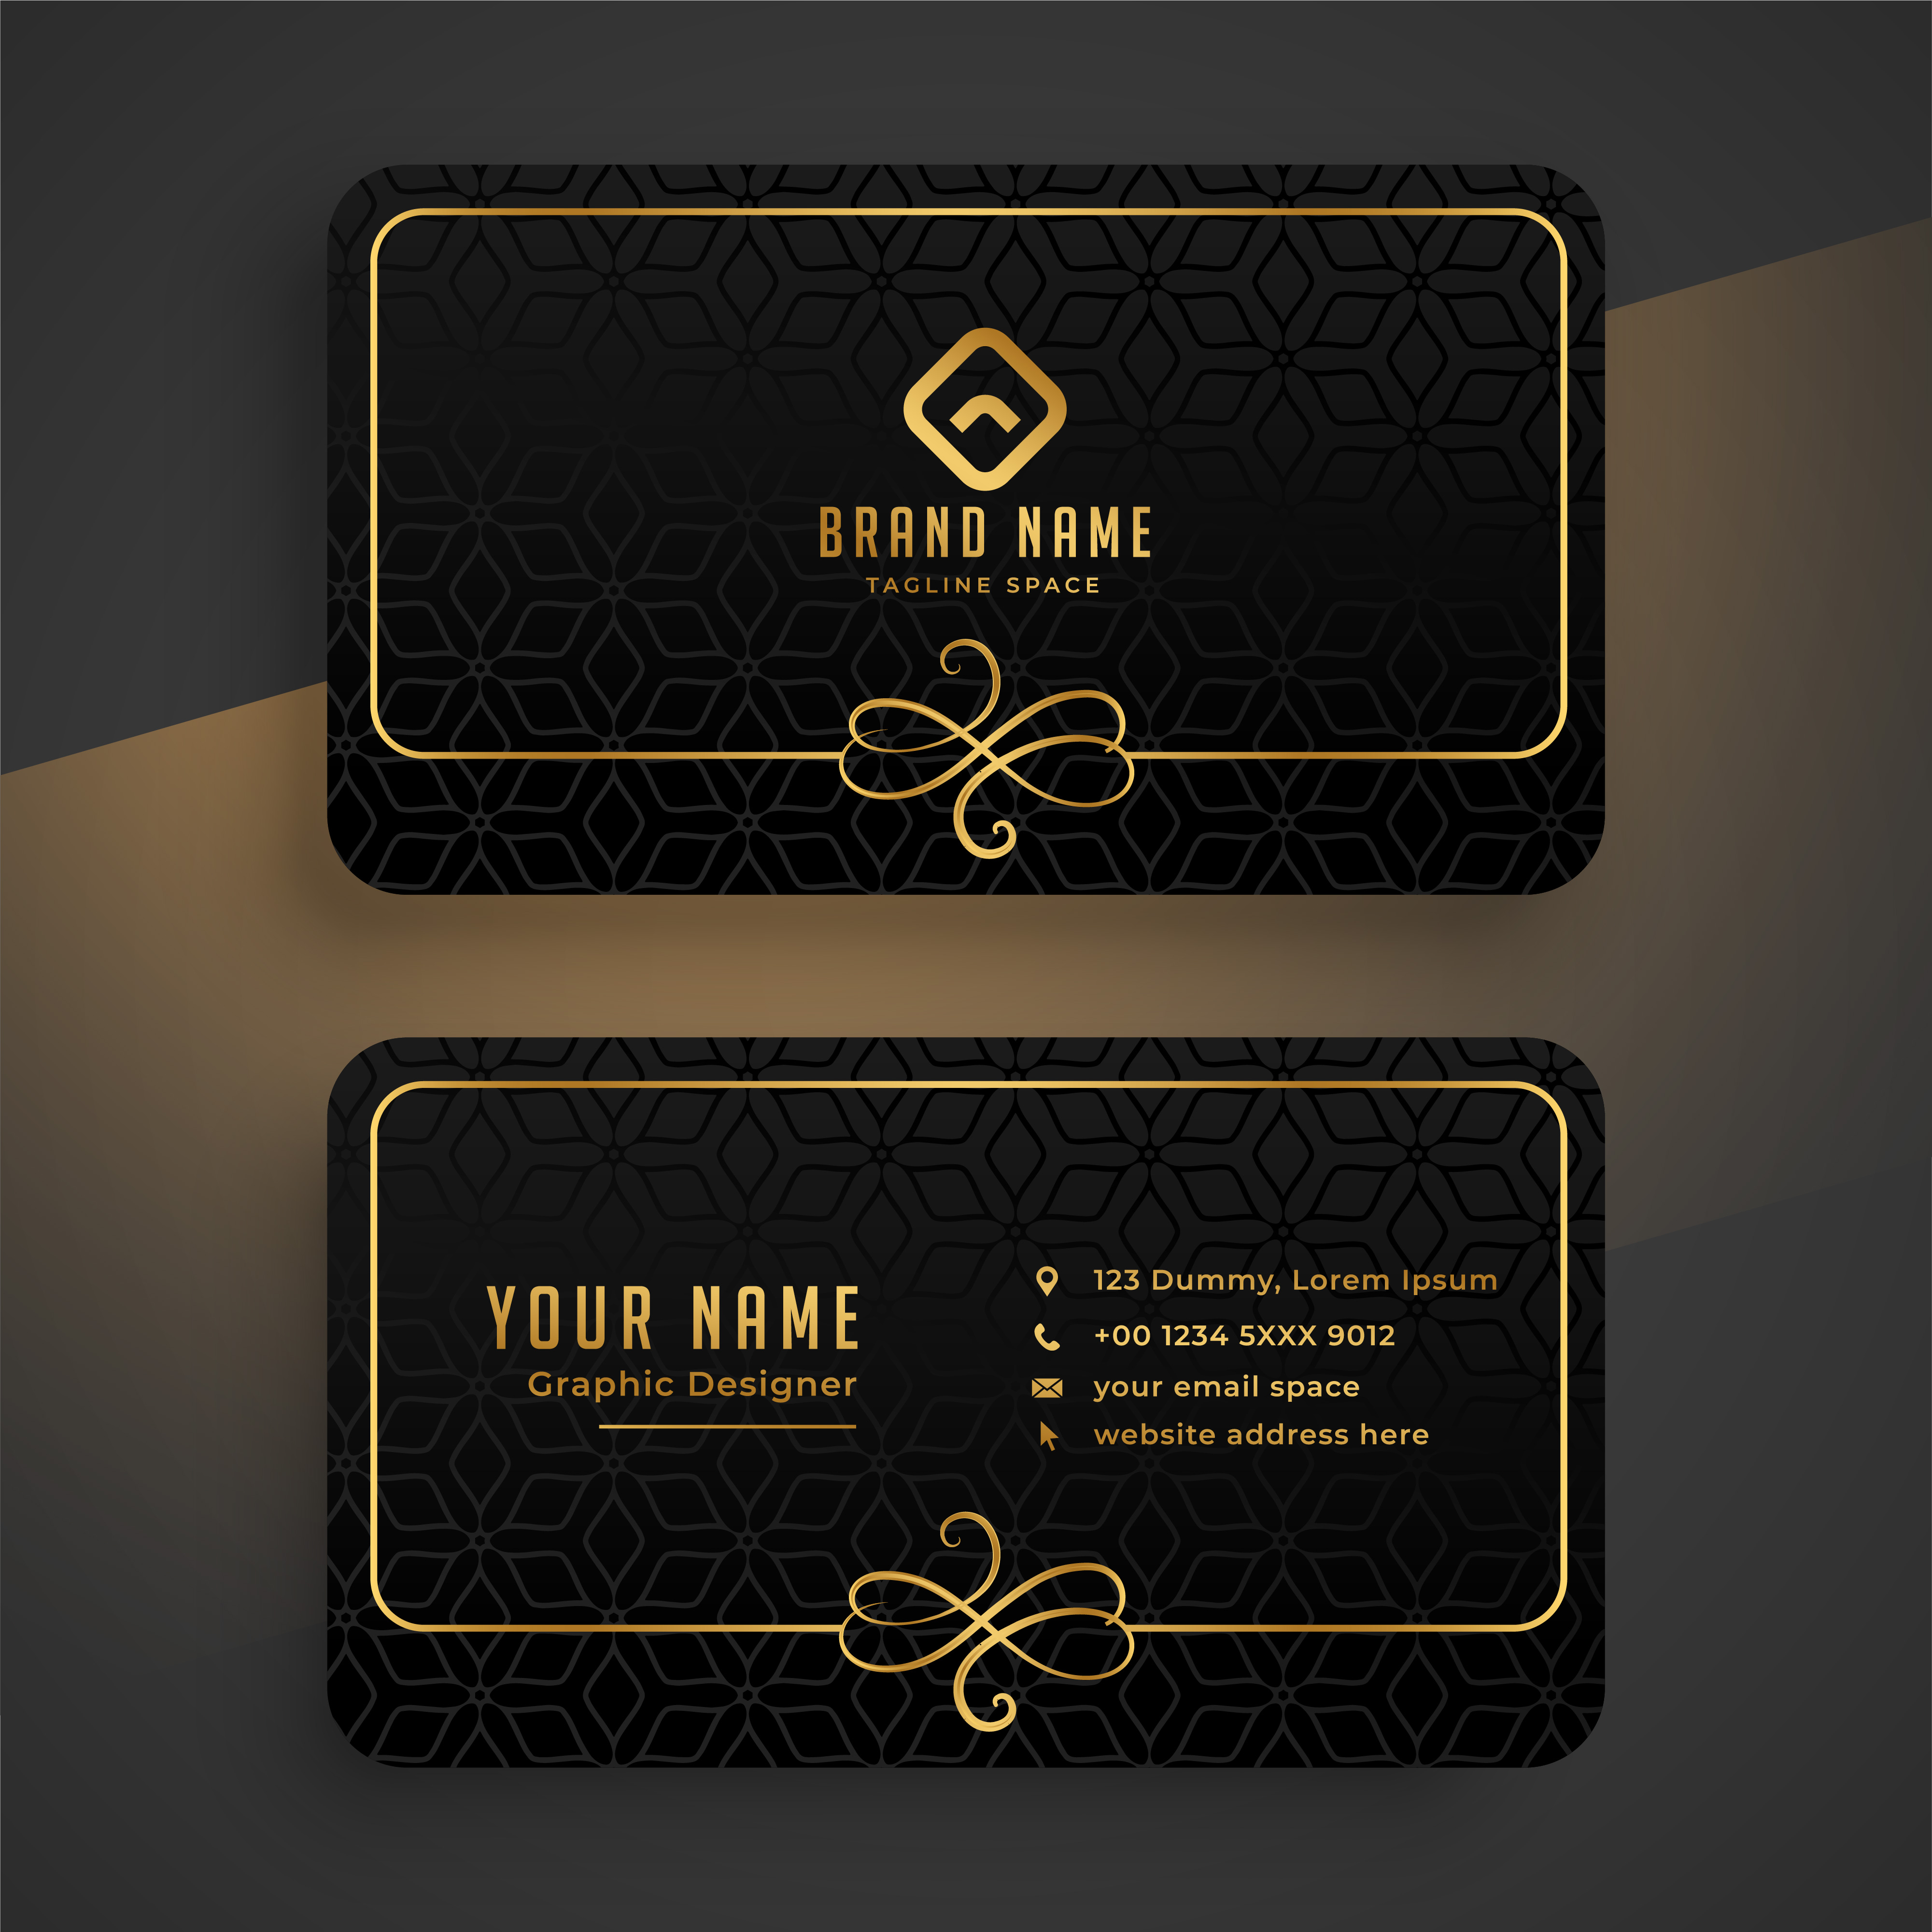 BRAND NAME
TAGLINE SPACE
YOUR NAME
Graphic Designer
123 Dummy, Lorem Ipsum
+00 1234 5XXX 9012
your email space
website address here